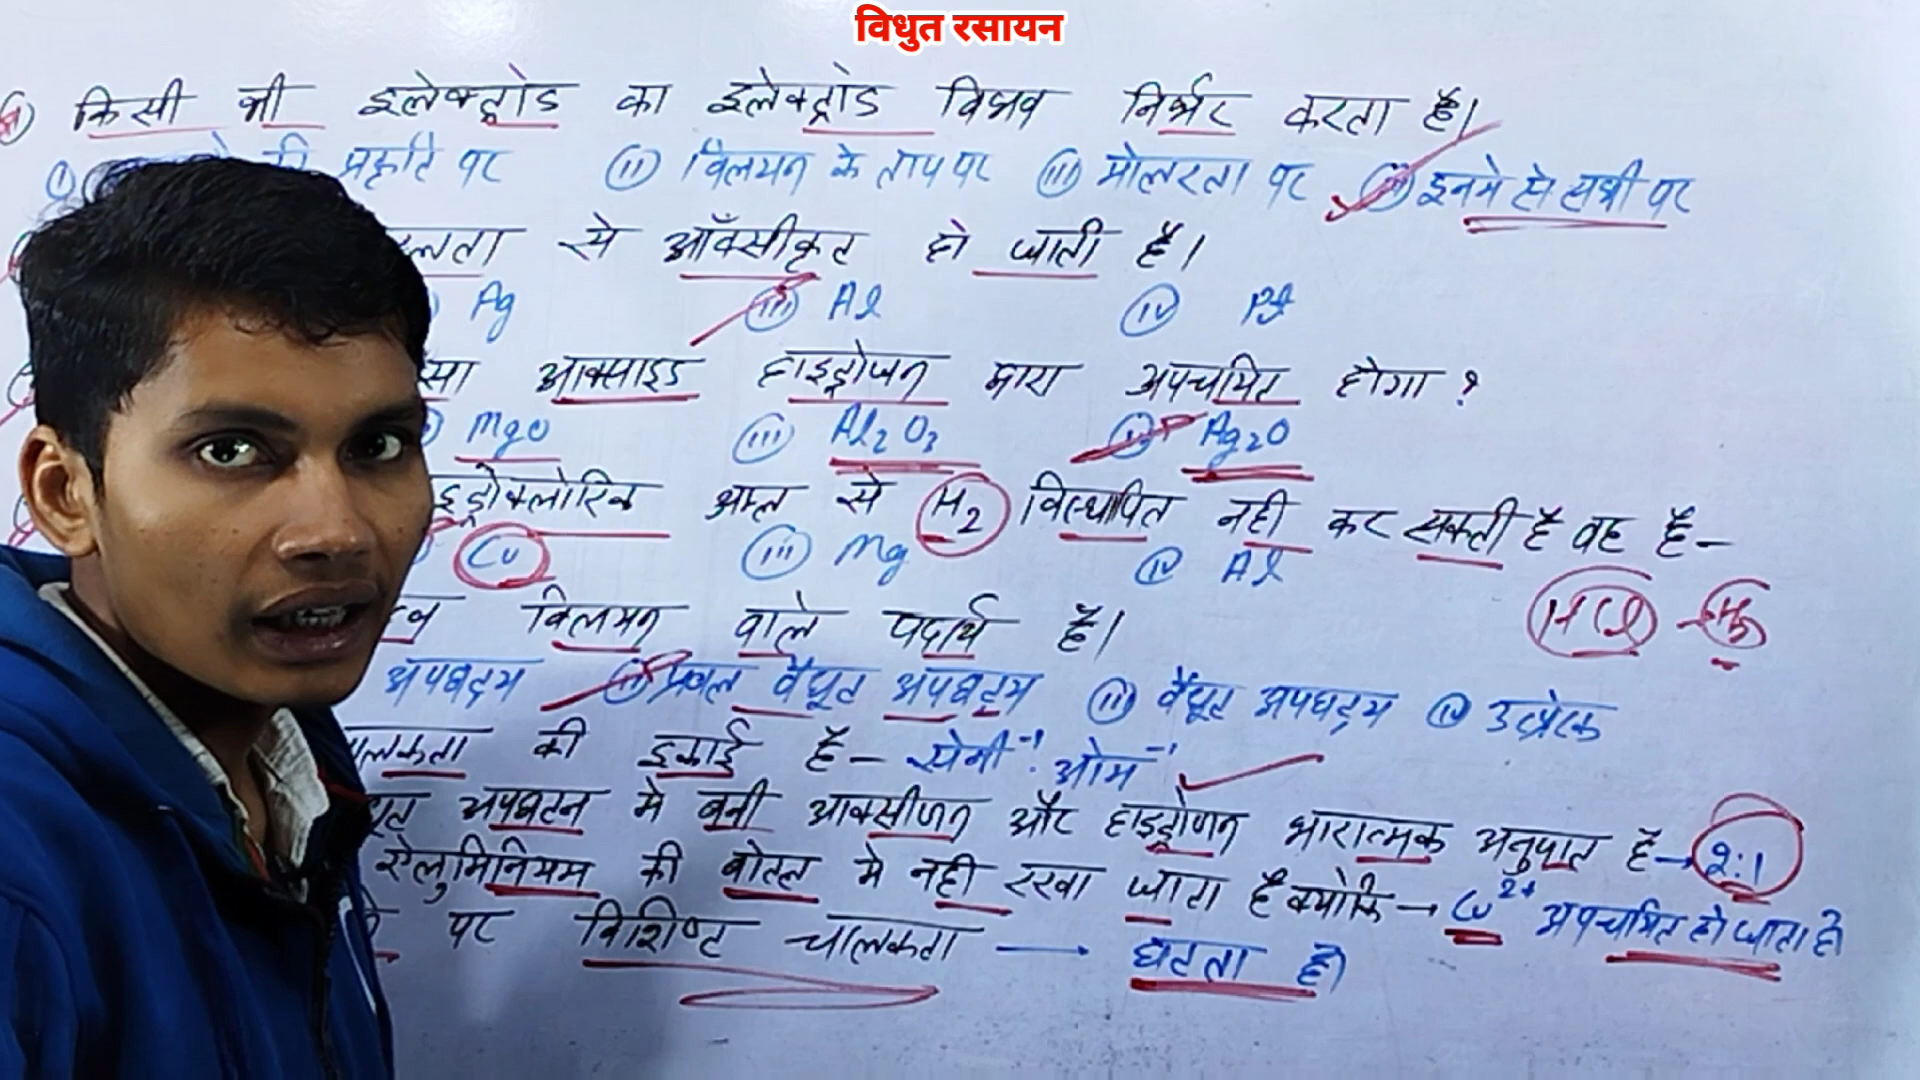 विधुत रसायन
किसी भी इलेक्ट्रोड का इलेक्ट्रोड विभव निर्भर करता है।
की प्रकृति पर (ii) विलयन के ताप पर (iii) मोलरता पर इनमे से सभी पर
से ऑक्सीकृत हो जाती है।
Ag (iii) Al (iv) Pt
आक्साइड हाइड्रोजन द्वारा अपचयित होगा ?
MgO (iii) Al2O3 (iv) Ag2O
इड्रोक्लोरिक अम्ल से H2 विस्थापित नही कर सकती है वह है-
Cu (iii) Mg (iv) Al
विलयन वाले पदार्थ है।
HCl
अपघट्य (ii) प्रबल वैधुत अपघट्य (iii) वैधुत अपघट्य (iv) उत्प्रेरक
की इकाई है - सेमी⁻¹. ओम⁻¹
अपघटन मे बनी आक्सीजन और हाइड्रोजन भारात्मक अनुपात है → 2:1
ऐलुमिनियम की बोतल मे नही रखा जाता है क्योकि → Cu²⁺ अपचयित हो जाता है
पर विशिष्ट चालकता → घटता है।